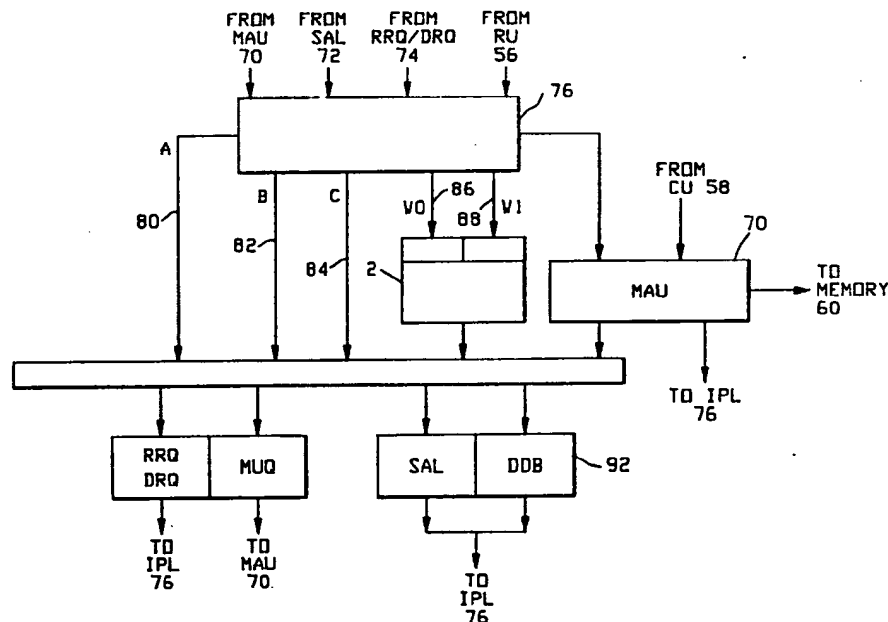 FROM
MAU
70
FROM
SAL
72
FROM
RRQ/DRQ
74
FROM
RU
56
76
A
B
C
W0
86
88
W1
FROM
CU 58
80
82
84
2
70
MAU
TO
MEMORY
60
TO IPL
76
RRQ
DRQ
MUQ
SAL
DDB
92
TO
IPL
76
TO
MAU
70.
TO
IPL
76